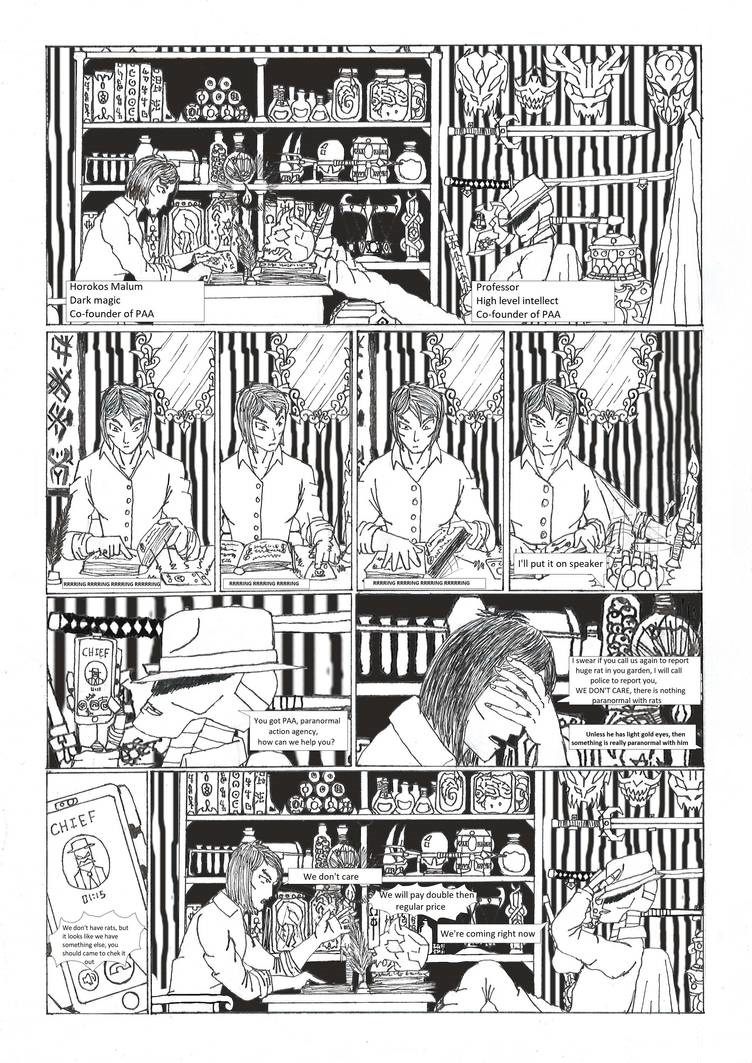 Horokos Malum
Dark magic
Co-founder of PAA
Professor
High level intellect
Co-founder of PAA
RRRRING RRRRING RRRRING RRRRRRING
RRRRING RRRRING RRRRING
RRRRING RRRRING RRRRING RRRRRRING
I'll put it on speaker
CHIEF
You got PAA, paranormal
action agency,
how can we help you?
I swear if you call us again to report
huge rat in you garden, I will call
police to report you,
WE DON'T CARE, there is nothing
paranormal with rats
Unless he has light gold eyes, then
something is really paranormal with him
CHIEF
01:15
We don't have rats, but
it looks like we have
something else, you
should came to chek it
out
We don't care
We will pay double then
regular price
We're coming right now